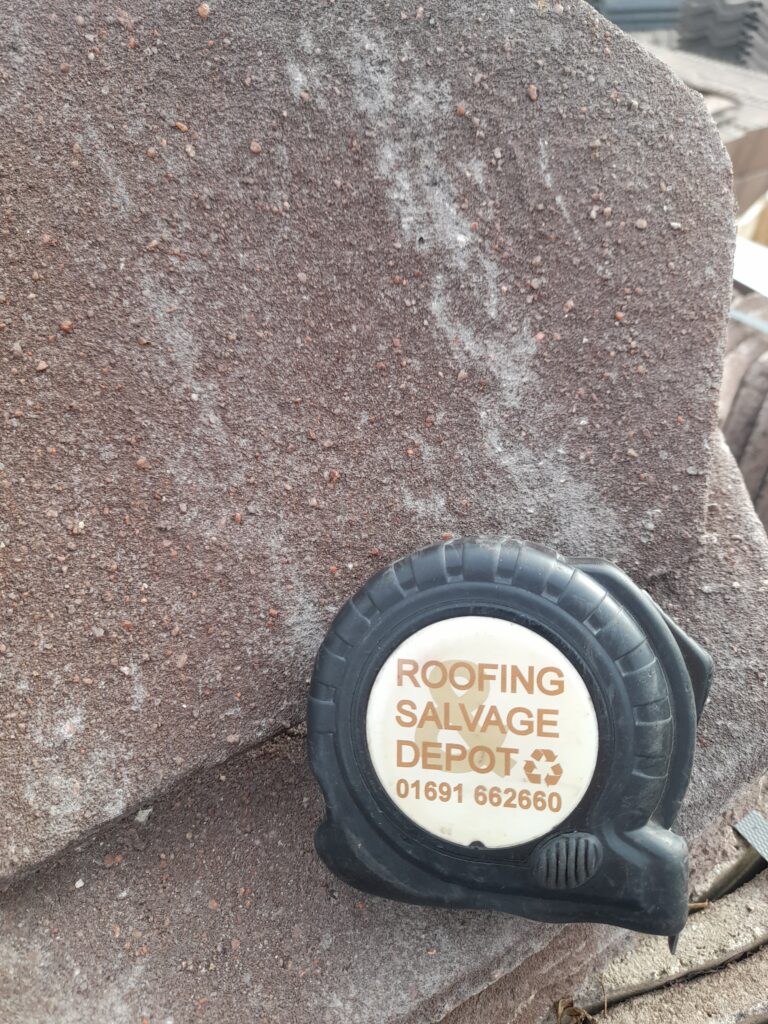 ROOFING
&
SALVAGE
DEPOT
01691 662660